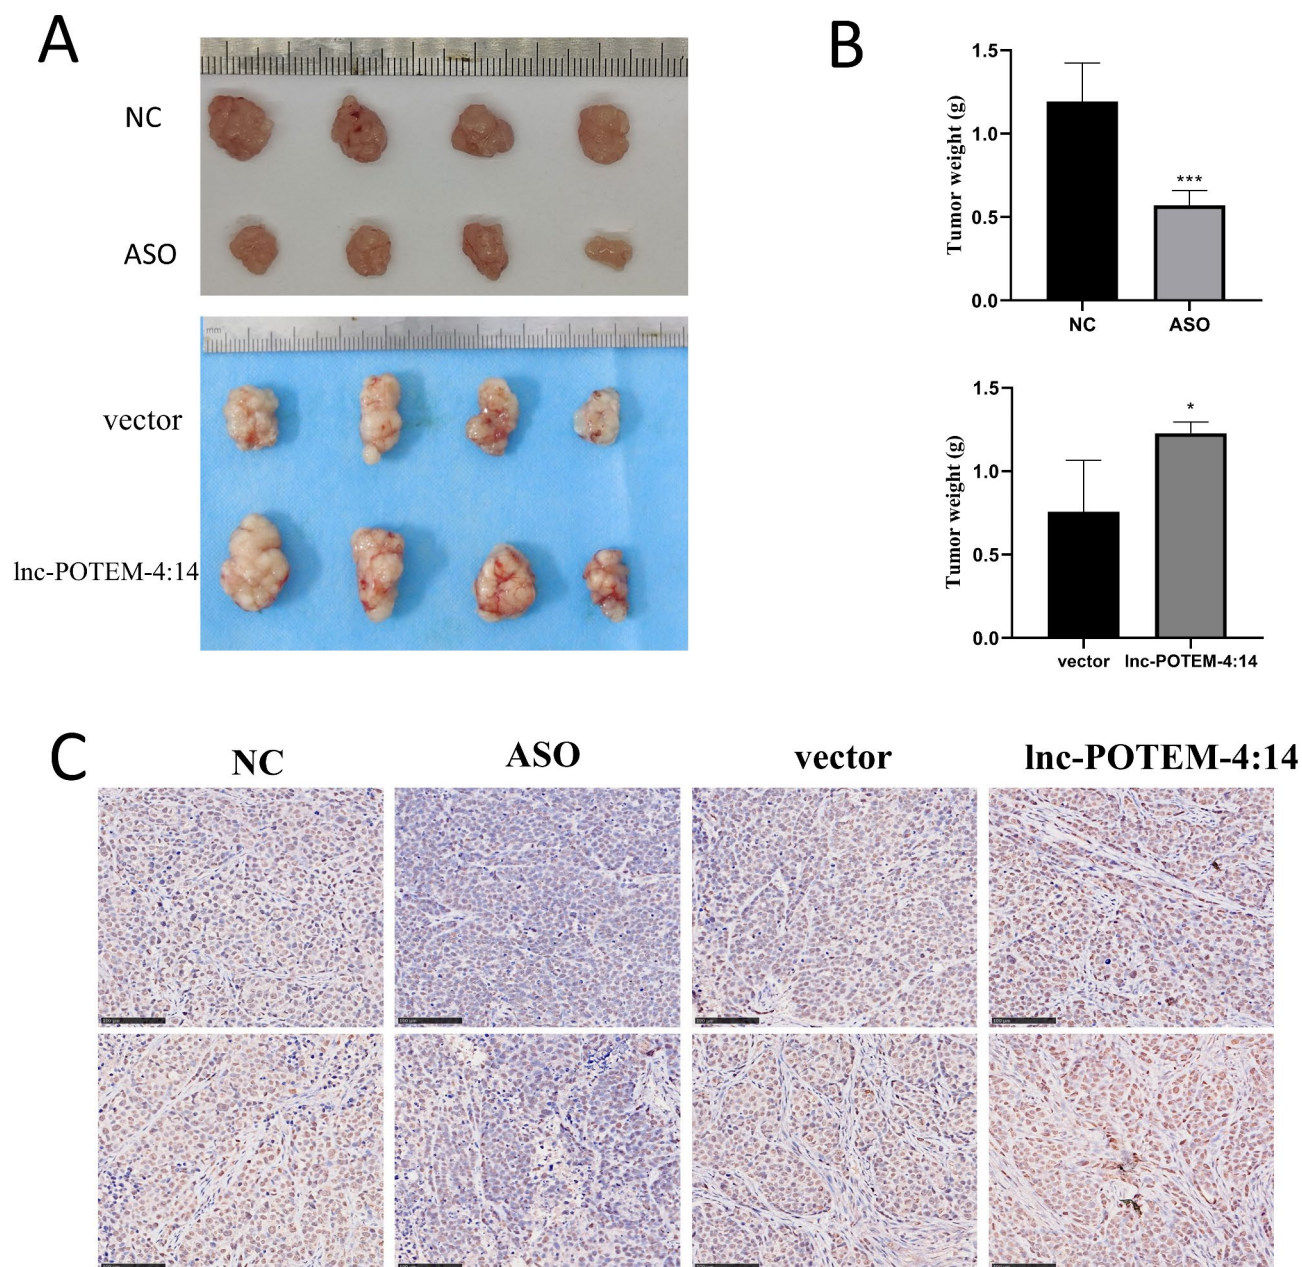 A
NC
ASO
mm
vector
lnc-POTEM-4:14
B
1.5
1.0
0.5
0.0
Tumor weight (g)
***
NC
ASO
1.5
1.0
0.5
0.0
Tumor weight (g)
*
vector
lnc-POTEM-4:14
C
NC
ASO
vector
lnc-POTEM-4:14